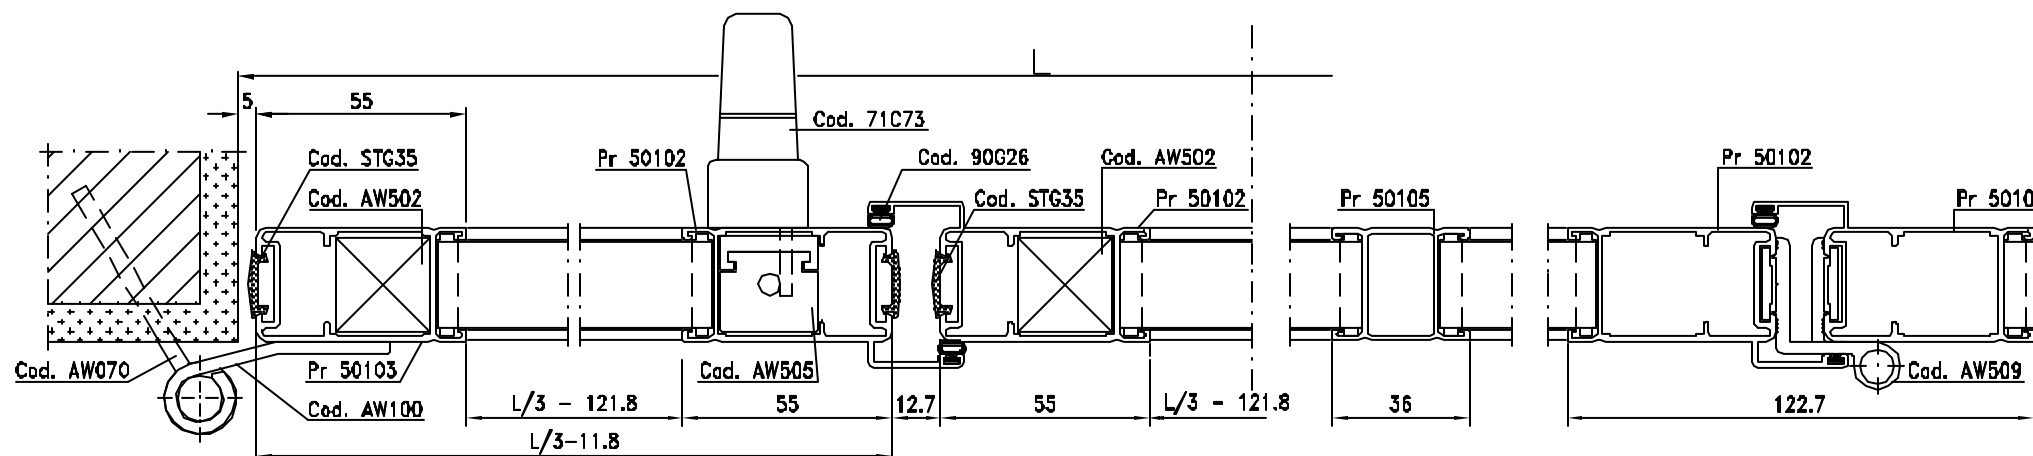 L
5
55
Cod. 71C73
Cod. STG35
Pr 50102
Cod. 90G26
Cod. AW502
Pr 50102
Cod. AW502
Cod. STG35
Pr 50102
Pr 50105
Pr 5010
Cod. AW070
Pr 50103
Cod. AW505
Cod. AW509
Cod. AW100
L/3 - 121.8
55
12.7
55
L/3 - 121.8
36
122.7
L/3-11.8